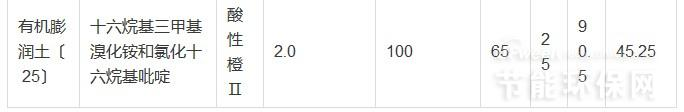 有机膨
润土〔
25〕
十六烷基三甲基
溴化铵和氯化十
六烷基吡啶
酸
性
橙
Ⅱ
2.0
100
65
2
5
9
0.
5
45.25
节能环保网